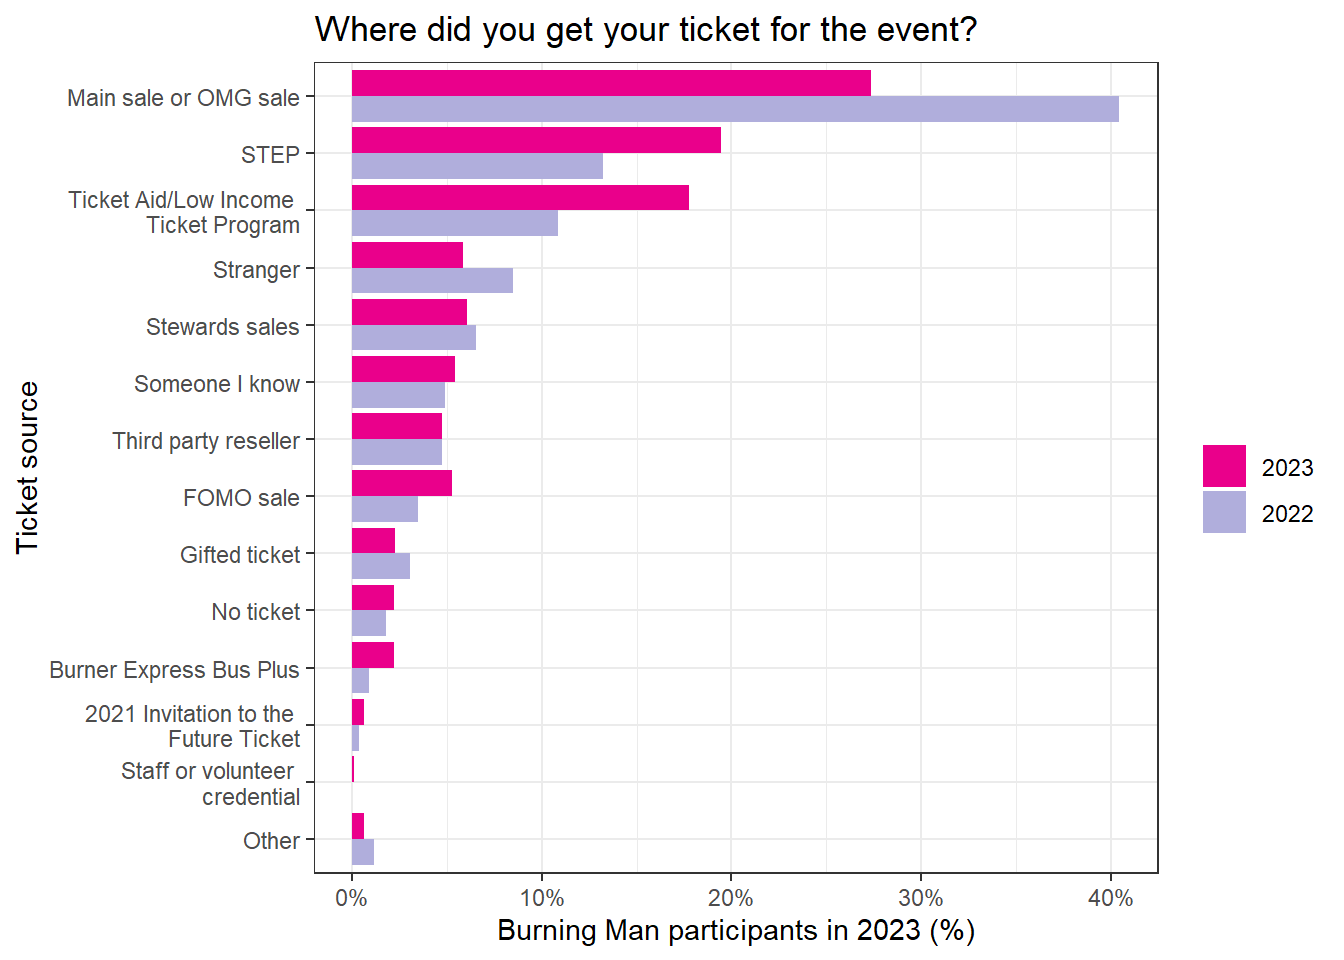 Where did you get your ticket for the event?
Ticket source
Main sale or OMG sale
STEP
Ticket Aid/Low Income
Ticket Program
Stranger
Stewards sales
Someone I know
Third party reseller
FOMO sale
Gifted ticket
No ticket
Burner Express Bus Plus
2021 Invitation to the
Future Ticket
Staff or volunteer
credential
Other
0% 10% 20% 30% 40%
Burning Man participants in 2023 (%)
2023
2022